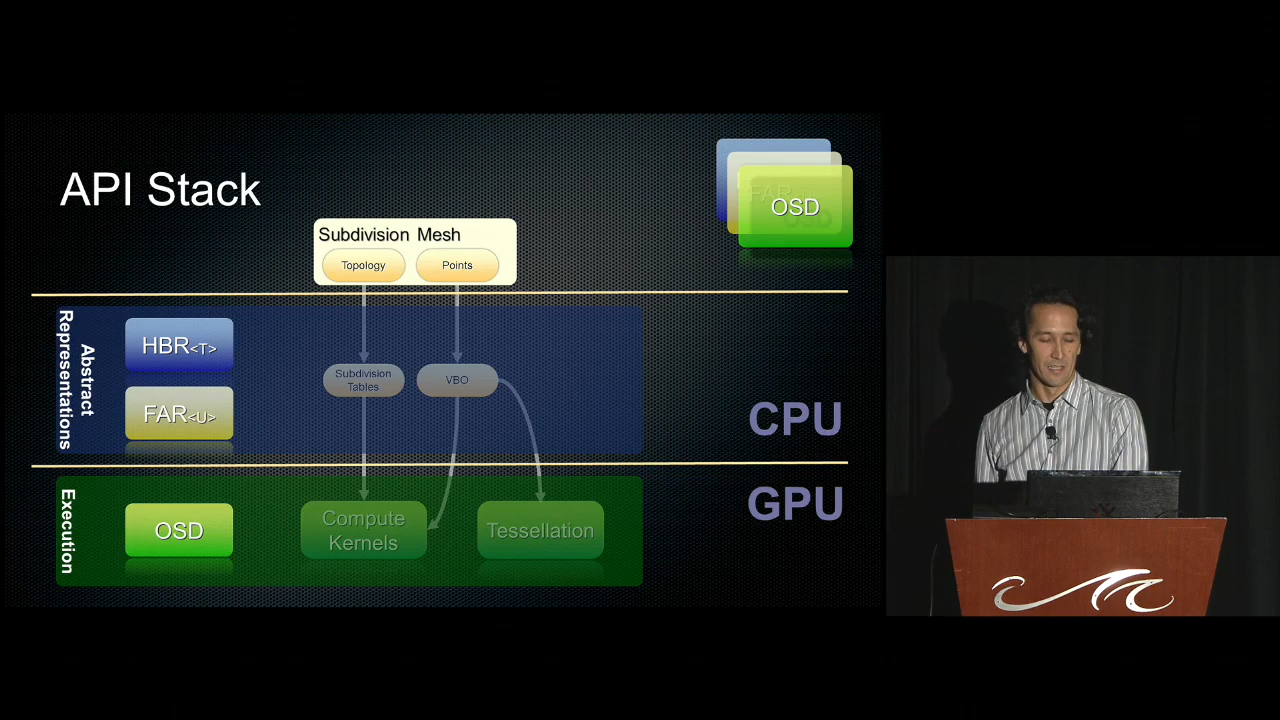 API Stack
FAR
OSD
Subdivision Mesh
Topology
Points
Abstract
Representations
HBR<T>
FAR<U>
Subdivision
Tables
VBO
CPU
GPU
Execution
OSD
Compute
Kernels
Tessellation